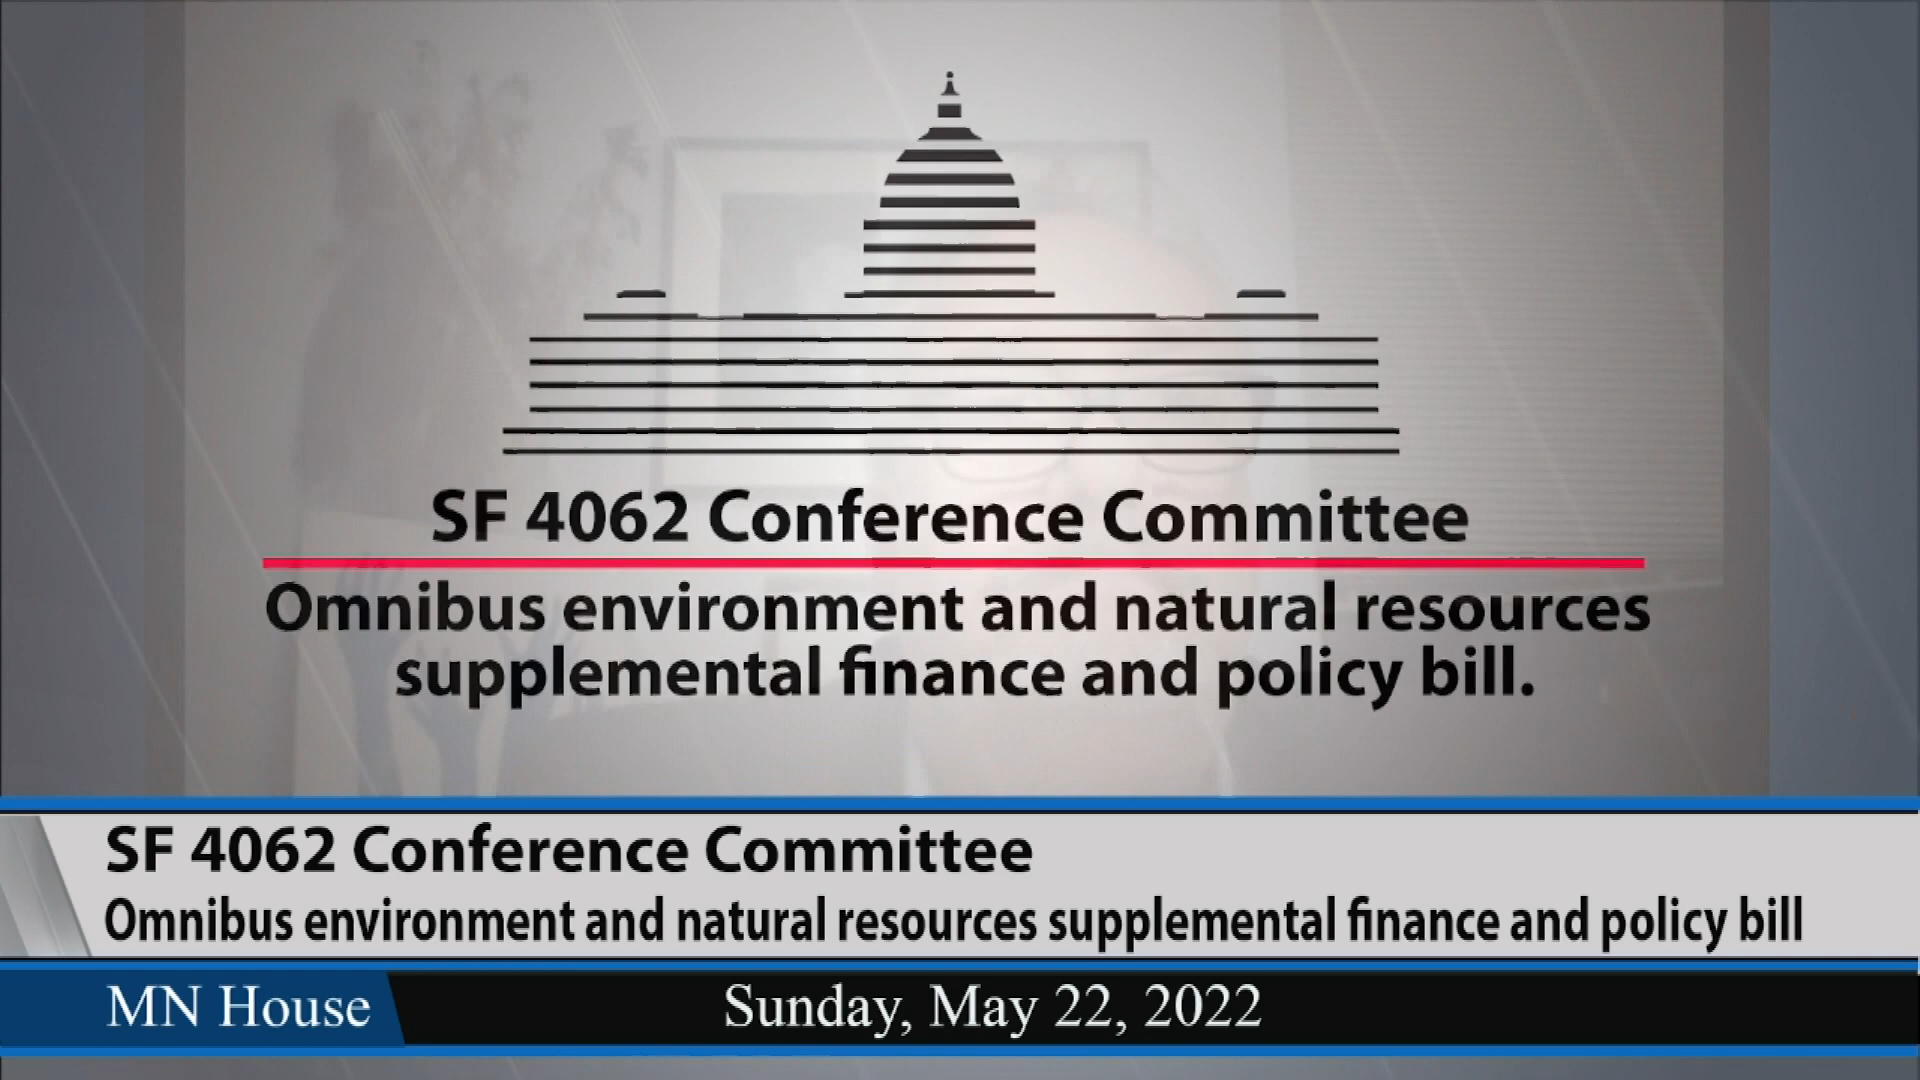 SF 4062 Conference Committee
Omnibus environment and natural resources
supplemental finance and policy bill.
SF 4062 Conference Committee
Omnibus environment and natural resources supplemental finance and policy bill
MN House
Sunday, May 22, 2022